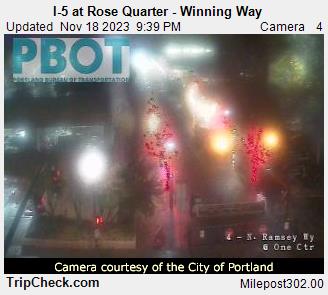 I-5 at Rose Quarter - Winning Way
Updated Nov 18 2023 9:39 PM Camera 4
PBOT
PORTLAND BUREAU OF TRANSPORTATION
4 - N. Ramsey Wy
@ One Ctr
Camera courtesy of the City of Portland
TripCheck.com Milepost302.00